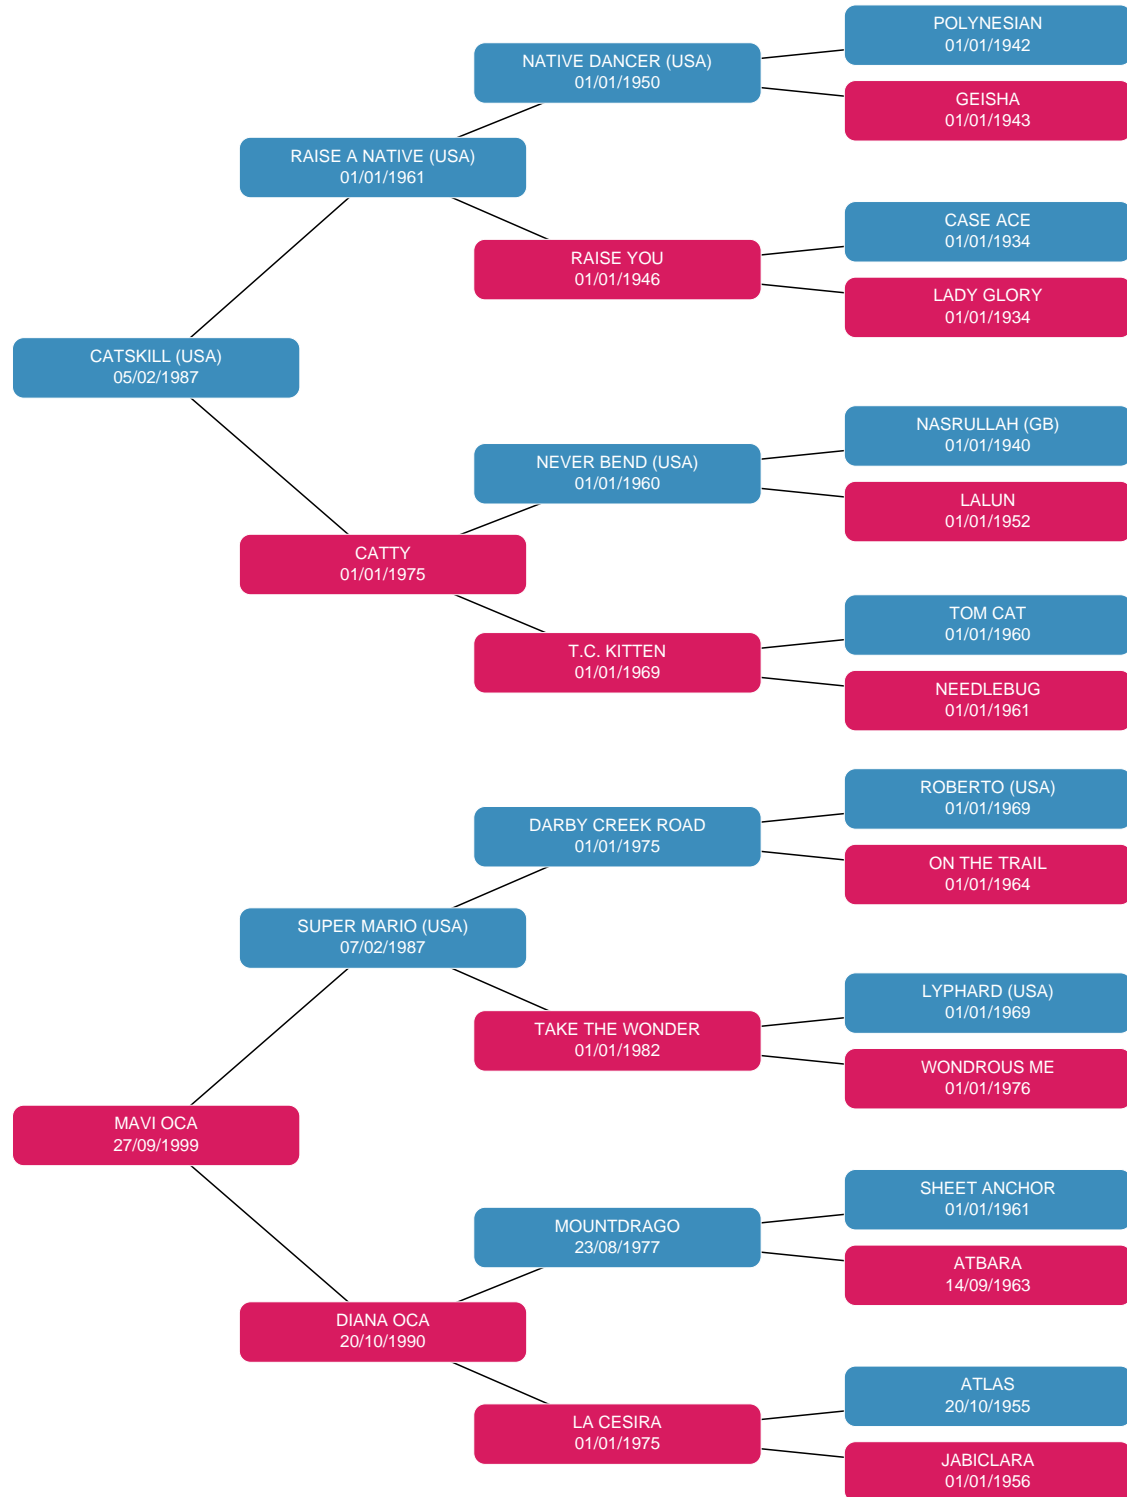 POLYNESIAN
01/01/1942
NATIVE DANCER (USA)
01/01/1950
GEISHA
01/01/1943
RAISE A NATIVE (USA)
01/01/1961
CASE ACE
01/01/1934
RAISE YOU
01/01/1946
LADY GLORY
01/01/1934
CATSKILL (USA)
05/02/1987
NASRULLAH (GB)
01/01/1940
NEVER BEND (USA)
01/01/1960
LALUN
01/01/1952
CATTY
01/01/1975
TOM CAT
01/01/1960
T.C. KITTEN
01/01/1969
NEEDLEBUG
01/01/1961
ROBERTO (USA)
01/01/1969
DARBY CREEK ROAD
01/01/1975
ON THE TRAIL
01/01/1964
SUPER MARIO (USA)
07/02/1987
LYPHARD (USA)
01/01/1969
TAKE THE WONDER
01/01/1982
WONDROUS ME
01/01/1976
MAVI OCA
27/09/1999
SHEET ANCHOR
01/01/1961
MOUNTDRAGO
23/08/1977
ATBARA
14/09/1963
DIANA OCA
20/10/1990
ATLAS
20/10/1955
LA CESIRA
01/01/1975
JABICLARA
01/01/1956